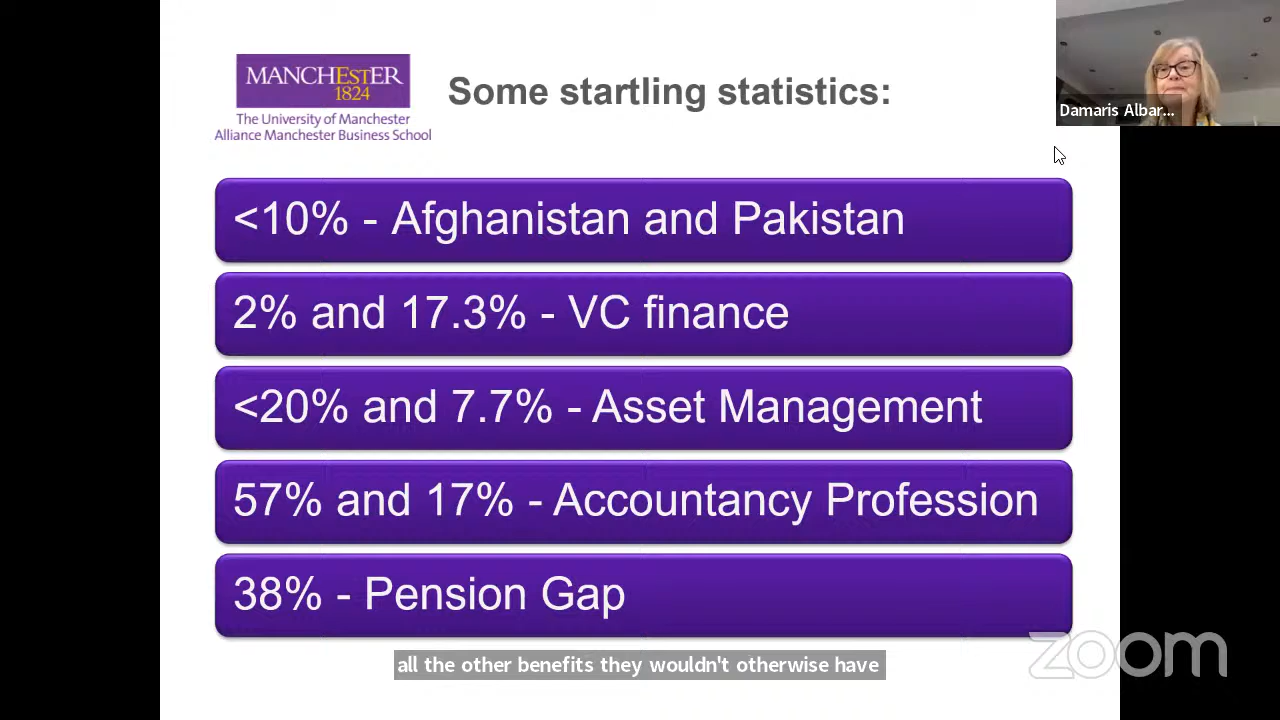 MANCHESTER
1824
The University of Manchester
Alliance Manchester Business School
Some startling statistics:
Damaris Albar...
<10% - Afghanistan and Pakistan
2% and 17.3% - VC finance
<20% and 7.7% - Asset Management
57% and 17% - Accountancy Profession
38% - Pension Gap
all the other benefits they wouldn't otherwise have
zoom